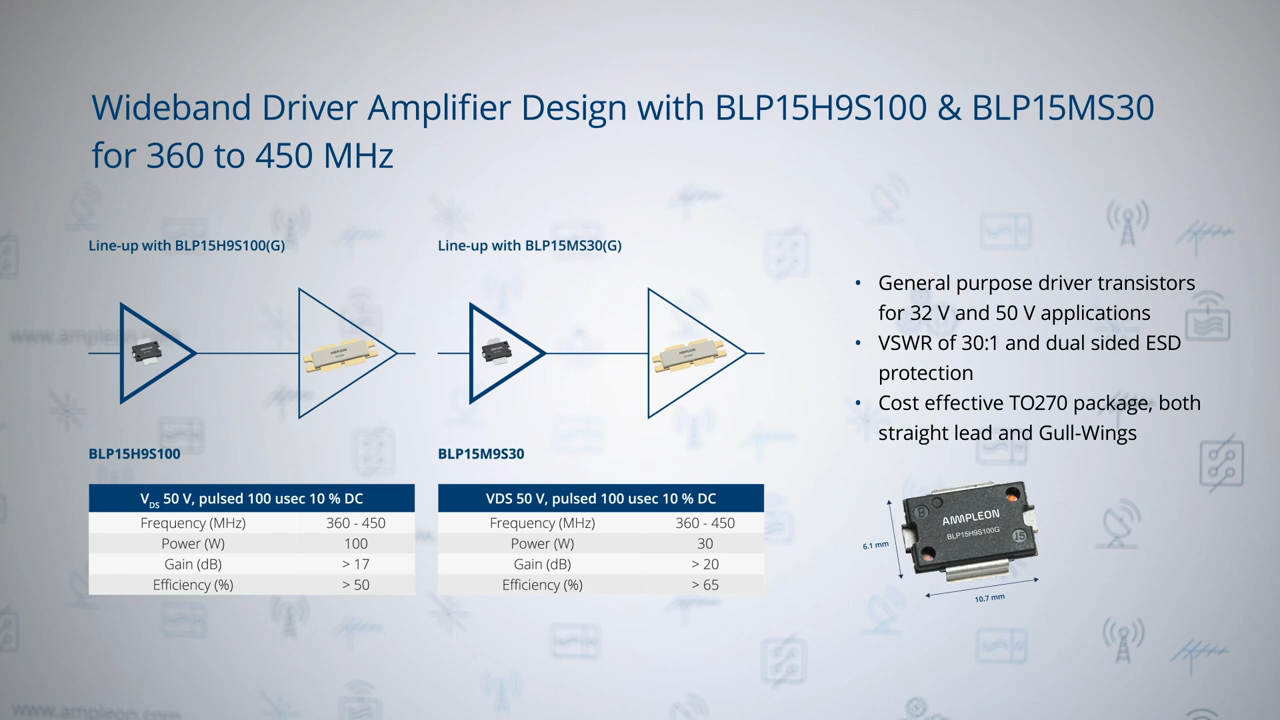 Wideband Driver Amplifier Design with BLP15H9S100 & BLP15MS30
for 360 to 450 MHz
Line-up with BLP15H9S100(G)
Line-up with BLP15MS30(G)
BLP15H9S100
VDS 50 V, pulsed 100 usec 10 % DC
Frequency (MHz) 360 - 450
Power (W) 100
Gain (dB) > 17
Efficiency (%) > 50
BLP15M9S30
VDS 50 V, pulsed 100 usec 10 % DC
Frequency (MHz) 360 - 450
Power (W) 30
Gain (dB) > 20
Efficiency (%) > 65
• General purpose driver transistors
for 32 V and 50 V applications
• VSWR of 30:1 and dual sided ESD
protection
• Cost effective TO270 package, both
straight lead and Gull-Wings
AMPLEON
BLP15H9S100G
B
J5
6.1 mm
10.7 mm
www.ampleon.com
www.ampleon.com